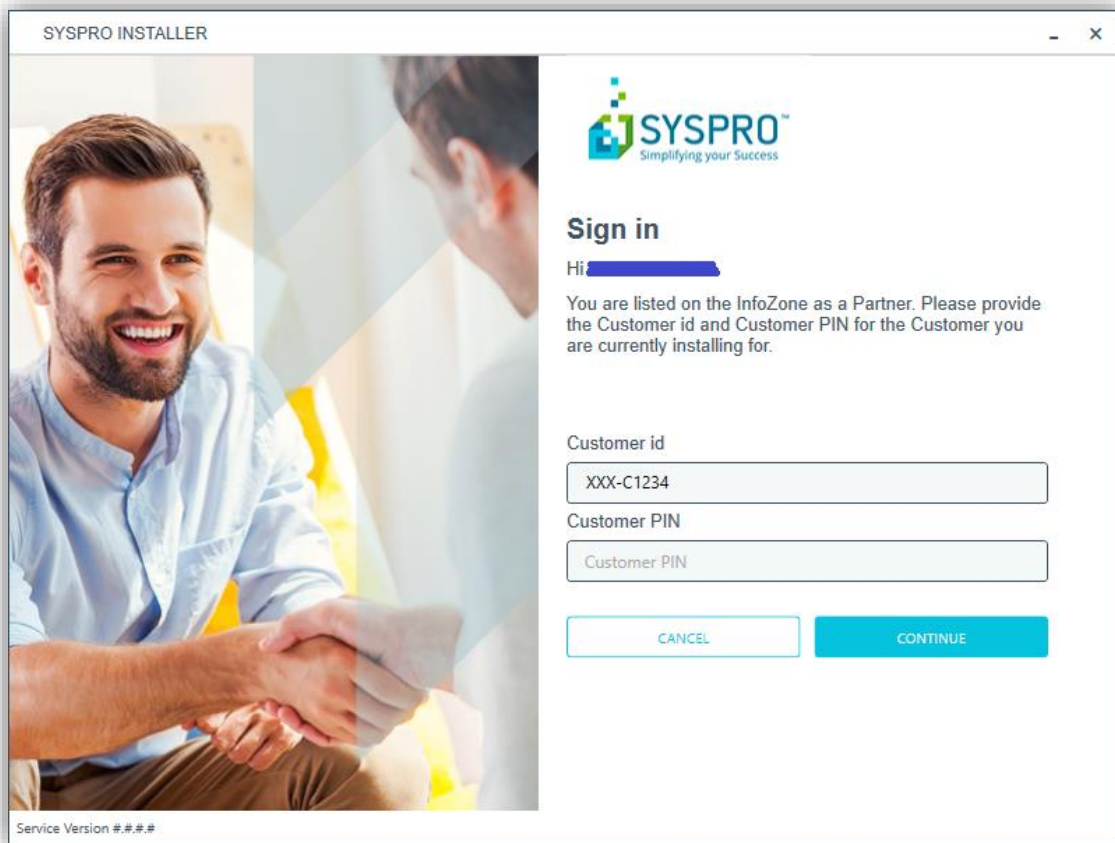 SYSPRO INSTALLER
SYSPRO™
Simplifying your Success
Sign in
Hi
You are listed on the InfoZone as a Partner. Please provide
the Customer id and Customer PIN for the Customer you
are currently installing for.
Customer id
XXX-C1234
Customer PIN
Customer PIN
CANCEL
CONTINUE
Service Version #.#.#.#